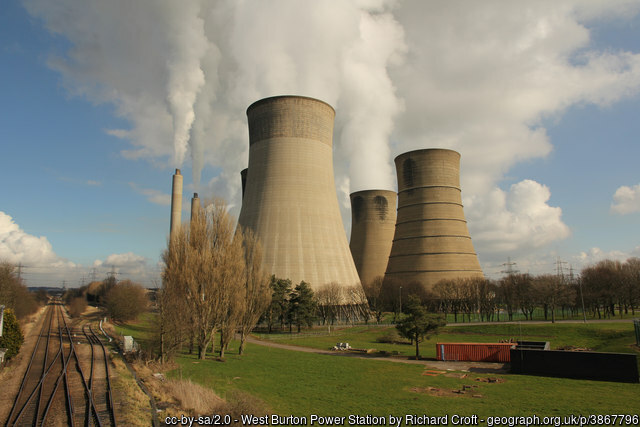 cc-by-sa/2.0 - West Burton Power Station by Richard Croft - geograph.org.uk/p/3867796